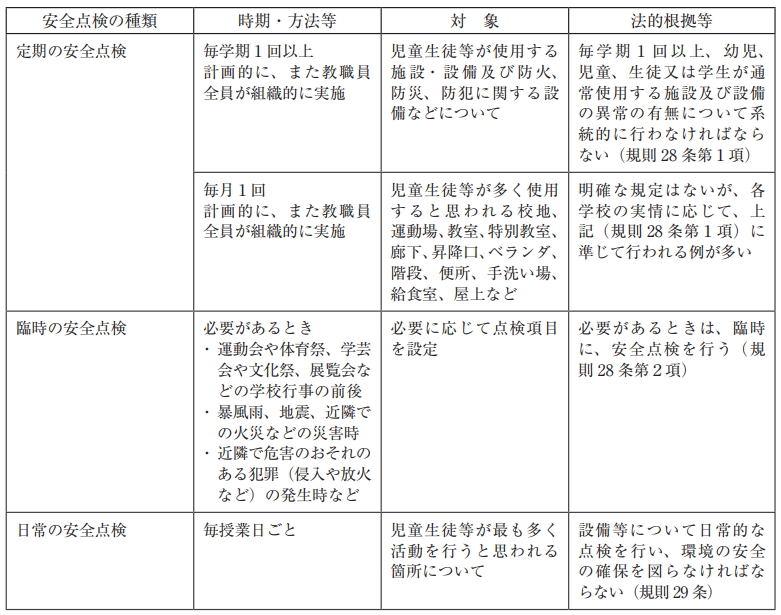 安全点検の種類
時期・方法等
対　象
法的根拠等
定期の安全点検
毎学期１回以上
計画的に、また教職員
全員が組織的に実施
児童生徒等が使用する
施設・設備及び防火、
防災、防犯に関する設
備などについて
毎学期１回以上、幼児、
児童、生徒又は学生が通
常使用する施設及び設備
の異常の有無について系
統的に行わなければなら
ない（規則 28 条第１項）
毎月１回
計画的に、また教職員
全員が組織的に実施
児童生徒等が多く使用
すると思われる校地、
運動場、教室、特別教室、
廊下、昇降口、ベランダ、
階段、便所、手洗い場、
給食室、屋上など
明確な規定はないが、各
学校の実情に応じて、上
記（規則 28 条第１項）に
準じて行われる例が多い
臨時の安全点検
必要があるとき
・運動会や体育祭、学芸
会や文化祭、展覧会な
どの学校行事の前後
・暴風雨、地震、近隣で
の火災などの災害時
・近隣で危害のおそれの
ある犯罪（侵入や放火
など）の発生時など
必要に応じて点検項目
を設定
必要があるときは、臨時
に、安全点検を行う（規
則 28 条第２項）
日常の安全点検
毎授業日ごと
児童生徒等が最も多く
活動を行うと思われる
箇所について
設備等について日常的な
点検を行い、環境の安全
の確保を図らなければな
らない（規則 29 条）